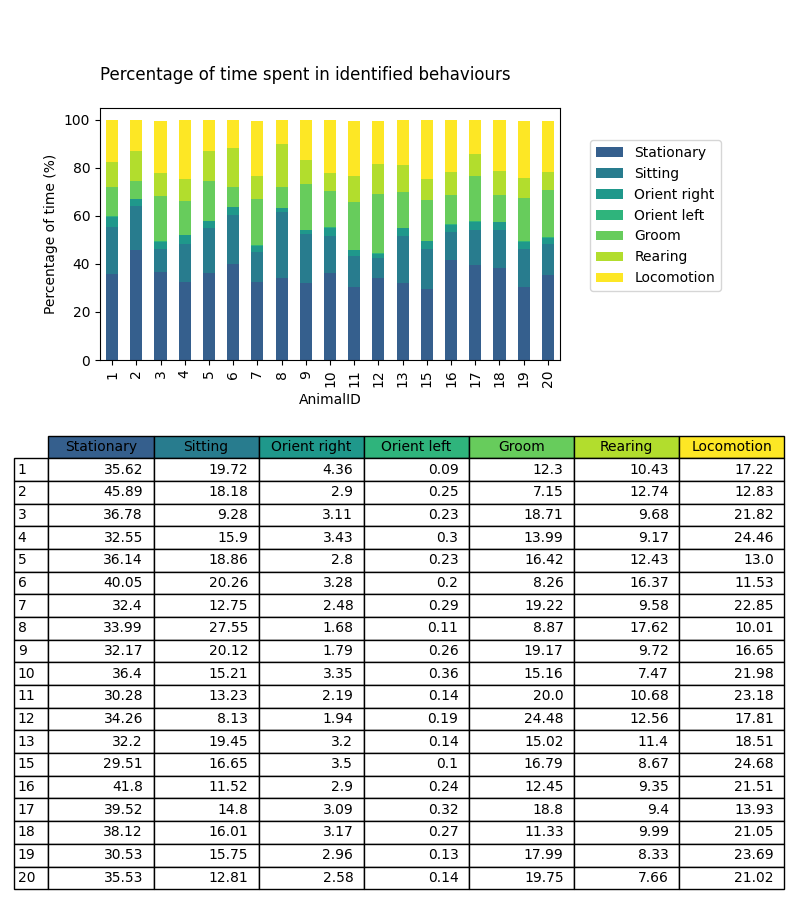 Percentage of time spent in identified behaviours
Percentage of time (%)
100
80
60
40
20
0
1 2 3 4 5 6 7 8 9 10 11 12 13 15 16 17 18 19 20
AnimalID
Stationary
Sitting
Orient right
Orient left
Groom
Rearing
Locomotion
Stationary Sitting Orient right Orient left Groom Rearing Locomotion
1 35.62 19.72 4.36 0.09 12.3 10.43 17.22
2 45.89 18.18 2.9 0.25 7.15 12.74 12.83
3 36.78 9.28 3.11 0.23 18.71 9.68 21.82
4 32.55 15.9 3.43 0.3 13.99 9.17 24.46
5 36.14 18.86 2.8 0.23 16.42 12.43 13.0
6 40.05 20.26 3.28 0.2 8.26 16.37 11.53
7 32.4 12.75 2.48 0.29 19.22 9.58 22.85
8 33.99 27.55 1.68 0.11 8.87 17.62 10.01
9 32.17 20.12 1.79 0.26 19.17 9.72 16.65
10 36.4 15.21 3.35 0.36 15.16 7.47 21.98
11 30.28 13.23 2.19 0.14 20.0 10.68 23.18
12 34.26 8.13 1.94 0.19 24.48 12.56 17.81
13 32.2 19.45 3.2 0.14 15.02 11.4 18.51
15 29.51 16.65 3.5 0.1 16.79 8.67 24.68
16 41.8 11.52 2.9 0.24 12.45 9.35 21.51
17 39.52 14.8 3.09 0.32 18.8 9.4 13.93
18 38.12 16.01 3.17 0.27 11.33 9.99 21.05
19 30.53 15.75 2.96 0.13 17.99 8.33 23.69
20 35.53 12.81 2.58 0.14 19.75 7.66 21.02